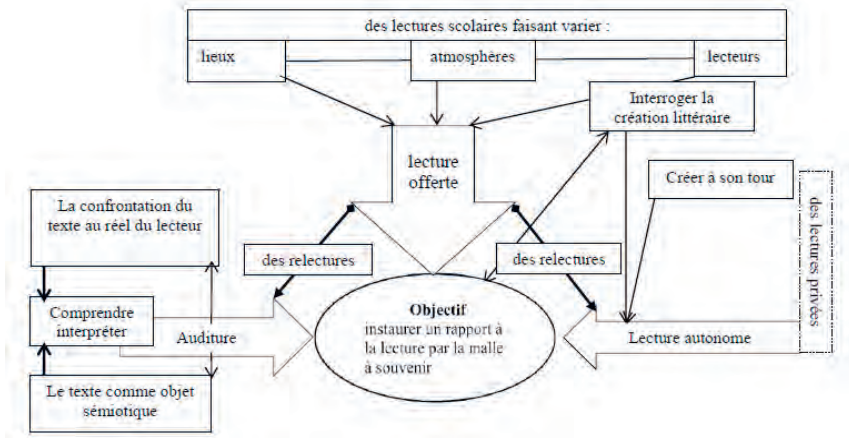 des lectures scolaires faisant varier :
lieux
atmosphères
lecteurs
Interroger la
création littéraire
lecture
offerte
Créer à son tour
des lectures privées
La confrontation du
texte au réel du lecteur
des relectures
des relectures
Comprendre
interpréter
Auditure
Objectif
instaurer un rapport à
la lecture par la malle
à souvenir
Lecture autonome
Le texte comme objet
sémiotique